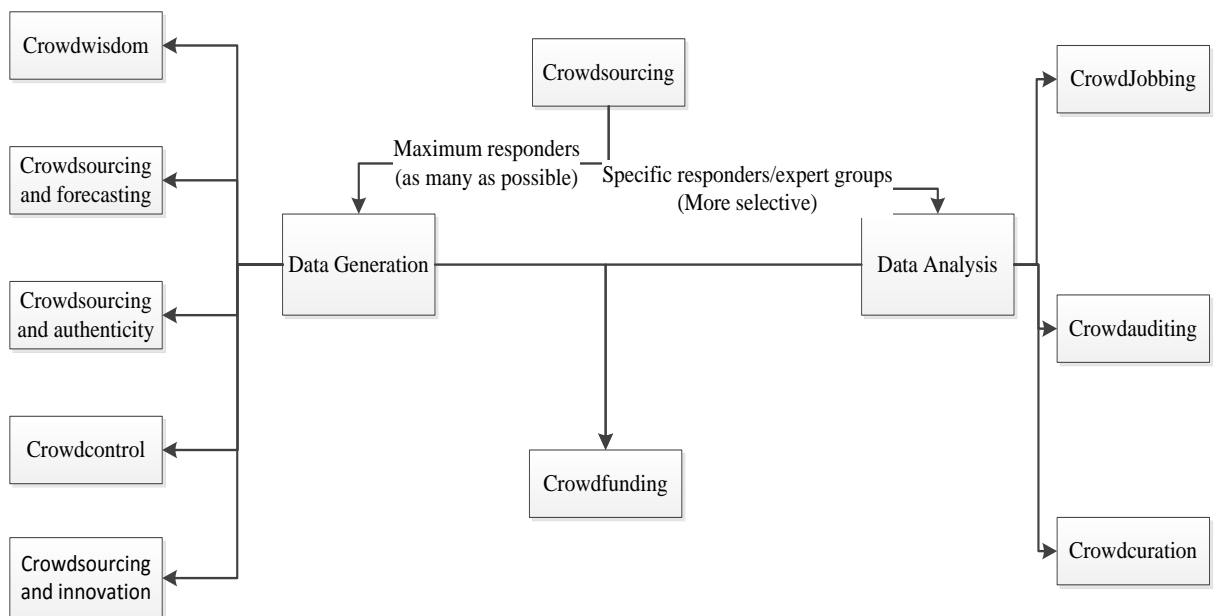 Crowdwisdom
Crowdsourcing
CrowdJobbing
Maximum responders
(as many as possible)
Specific responders/expert groups
(More selective)
Crowdsourcing
and forecasting
Data Generation
Data Analysis
Crowdsourcing
and authenticity
Crowdauditing
Crowdcontrol
Crowdfunding
Crowdsourcing
and innovation
Crowdcuration